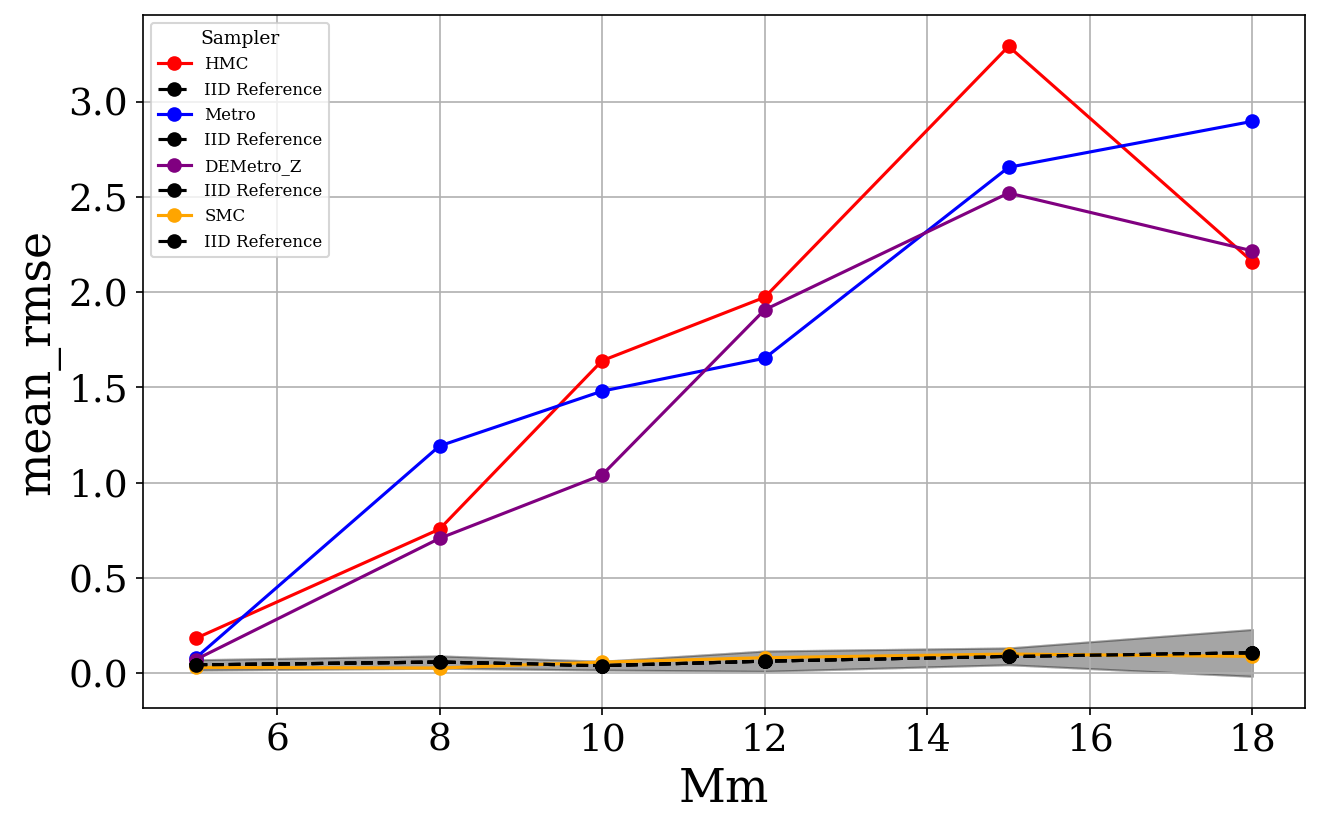 Sampler
HMC
IID Reference
Metro
IID Reference
DEMetro_Z
IID Reference
SMC
IID Reference
3.0
2.5
2.0
1.5
1.0
0.5
0.0
mean_rmse
6 8 10 12 14 16 18
Mm